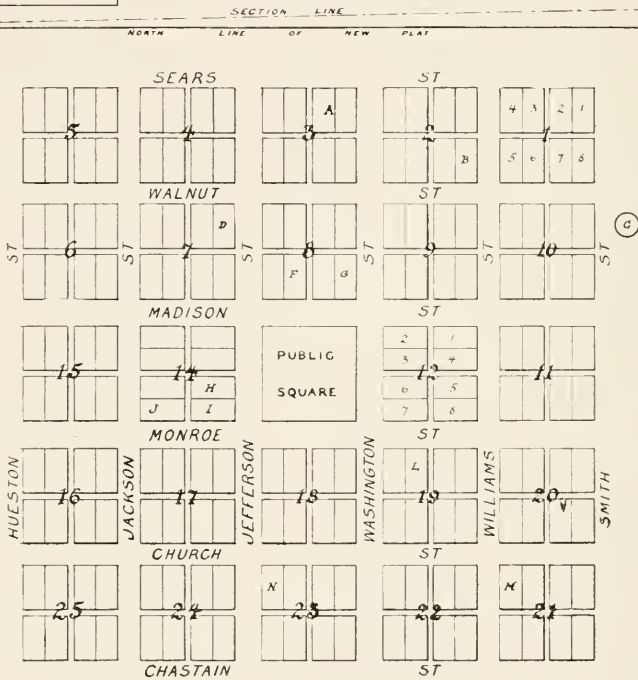 SECTION LINE
NORTH LINE OF NEW PLAT
SEARS ST
A
4 3 2 1
5 4 3 2 1
B
5 6 7 8
WALNUT ST
D
C
ST ST ST ST ST ST
6 7 8 9 10
F G
MADISON ST
2 1
PUBLIC
3 4
15 14 12 11
H
6 5
SQUARE
J I
7 8
MONROE ST
L
HUESTON JACKSON JEFFERSON WASHINGTON WILLIAMS SMITH
16 17 18 19 20
CHURCH ST
N M
25 24 23 22 21
CHASTAIN ST